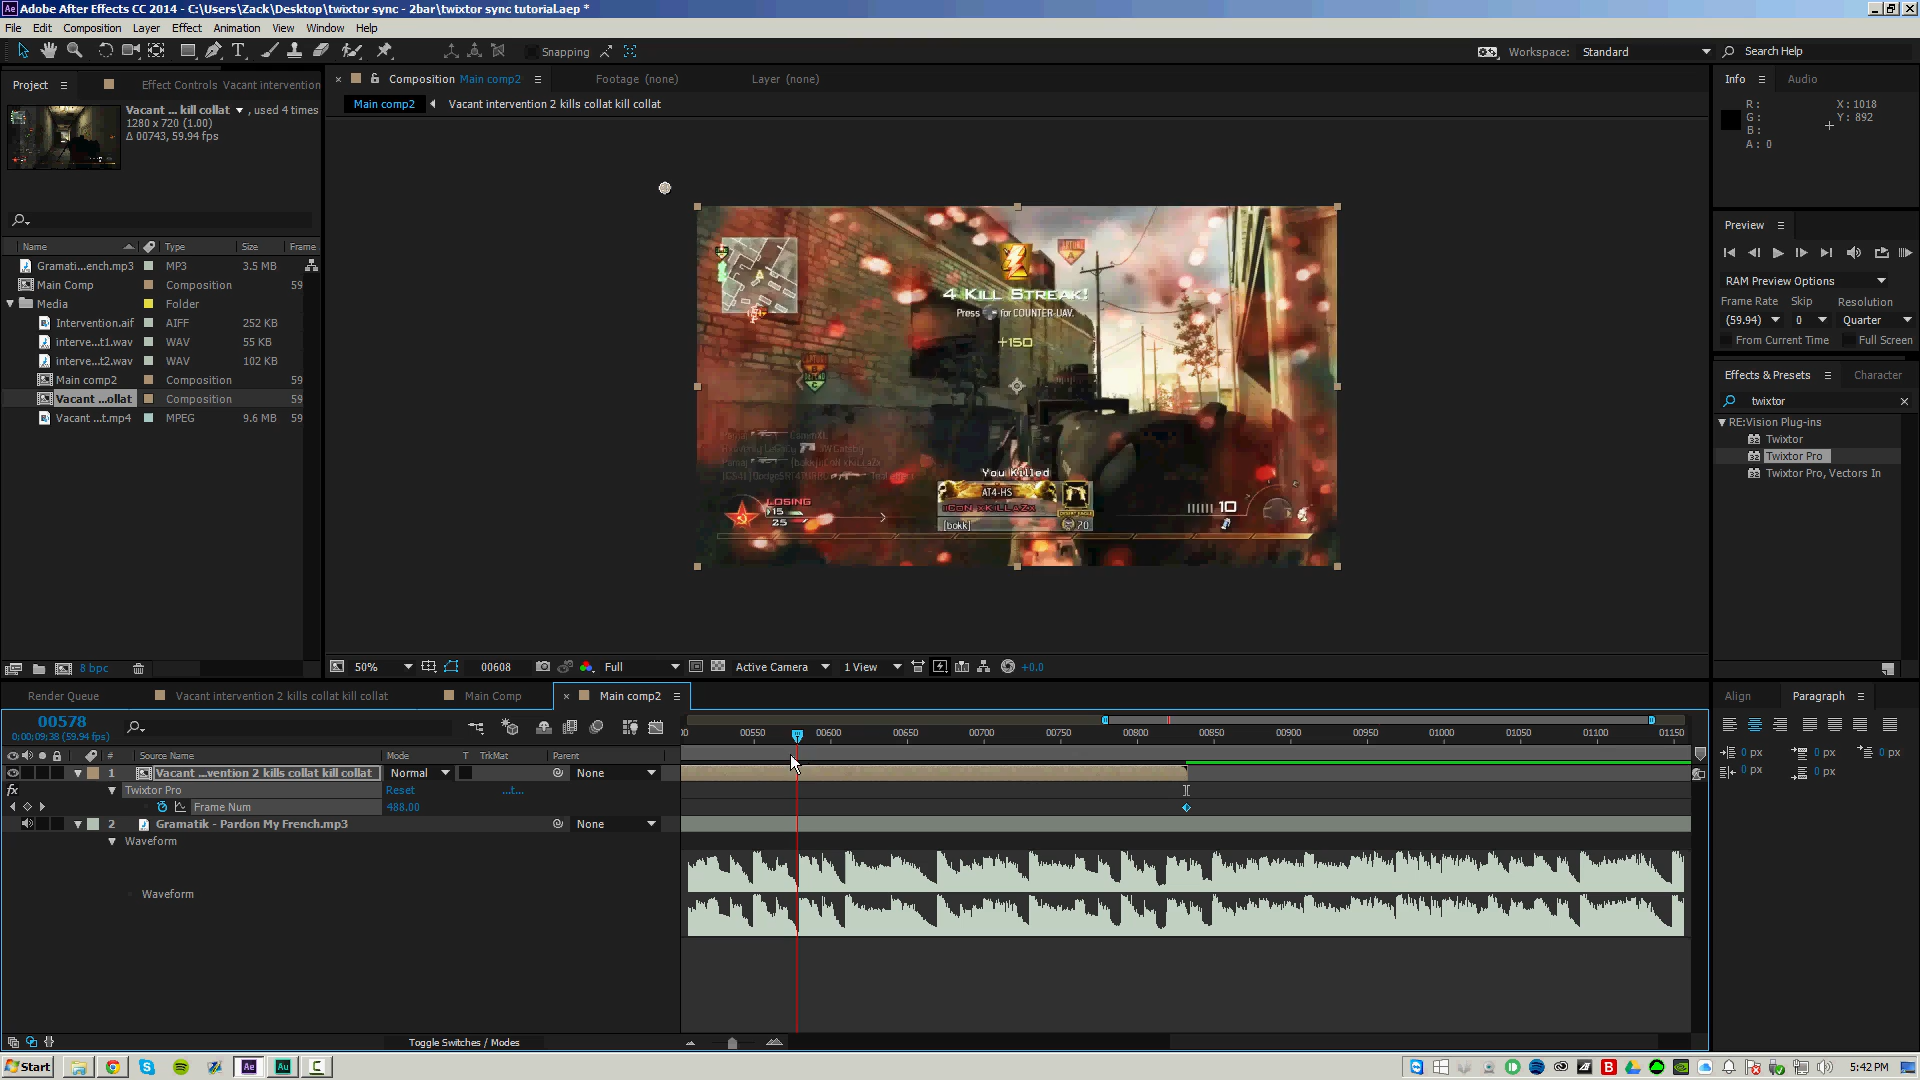 Adobe After Effects CC 2014 - C:\Users\Zack\Desktop\twixtor sync - 2bar\twixtor sync tutorial.aep *
File Edit Composition Layer Effect Animation View Window Help
Snapping
Workspace: Standard
Search Help
Project
Effect Controls Vacant intervention
Vacant ... kill collat ▼ , used 4 times
1280 x 720 (1.00)
Δ 00743, 59.94 fps
Name Type Size Frame
Gramati...ench.mp3 MP3 3.5 MB
Main Comp Composition 59
Media Folder
Intervention.aif AIFF 252 KB
interve...t1.wav WAV 55 KB
interve...t2.wav WAV 102 KB
Main comp2 Composition 59
Vacant ...ollat Composition 59
Vacant ...t.mp4 MPEG 9.6 MB 59
8 bpc
Composition Main comp2
Footage (none)
Layer (none)
Main comp2
Vacant intervention 2 kills collat kill collat
4 Kill Streak!
Press for COUNTER-UAV.
+150
A
You Killed
AT4-HS
iiCoN xKiLLAZx
[bokk]
20
LOSING
15
25
10
50%
00608
Full
Active Camera
1 View
+0.0
Info Audio
R : X : 1018
G : Y : 892
B :
A : 0
Preview
RAM Preview Options
Frame Rate Skip Resolution
(59.94) 0 Quarter
From Current Time Full Screen
Effects & Presets Character
twixtor
RE:Vision Plug-ins
Twixtor
Twixtor Pro
Twixtor Pro, Vectors In
Align Paragraph
0 px 0 px 0 px
0 px 0 px
Render Queue
Vacant intervention 2 kills collat kill collat
Main Comp
Main comp2
00578
0;00;09;38 (59.94 fps)
# Source Name Mode T TrkMat Parent
1 Vacant ...vention 2 kills collat kill collat Normal None
fx Twixtor Pro Reset ...t...
Frame Num 488.00
2 Gramatik - Pardon My French.mp3 None
Waveform
Waveform
00550 00600 00650 00700 00750 00800 00850 00900 00950 01000 01050 01100 01150
Toggle Switches / Modes
Start
Ae
Au
C
B
5:42 PM